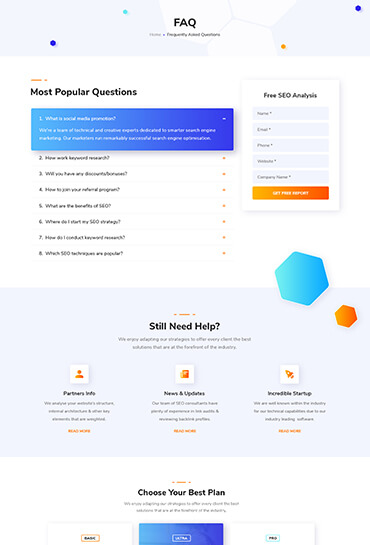 FAQ
Home » Frequently Asked Questions
Most Popular Questions
1. What is social media promotion?
We're a team of technical and creative experts dedicated to smarter search engine
marketing. Our marketers run remarkably successful search engine optimisation.
2. How work keyword research?
3. Will you have any discounts/bonuses?
4. How to join your referral program?
5. What are the benefits of SEO?
6. Where do I start my SEO strategy?
7. How do I conduct keyword research?
8. Which SEO techniques are popular?
Free SEO Analysis
Name *
Email *
Phone *
Website *
Company Name *
GET FREE REPORT
Still Need Help?
We enjoy adapting our strategies to offer every client the best
solutions that are at the forefront of the industry.
Partners Info
We analyse your website's structure,
internal architecture & other key
elements that are weighted.
READ MORE
News & Updates
Our team of SEO consultants have
plenty of experience in link audits &
reviewing backlink profiles.
READ MORE
Incredible Startup
We are well known within the industry
for our technical capabilities due to our
industry leading software.
READ MORE
Choose Your Best Plan
We enjoy adapting our strategies to offer every client the best
solutions that are at the forefront of the industry.
BASIC
ULTRA
PRO